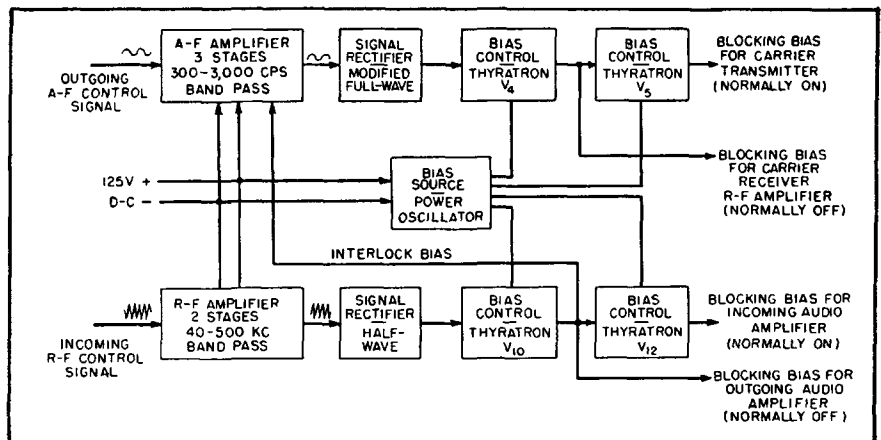 A-F AMPLIFIER
3 STAGES
300-3,000 CPS
BAND PASS
OUTGOING
A-F CONTROL
SIGNAL
SIGNAL
RECTIFIER
MODIFIED
FULL-WAVE
BIAS
CONTROL
THYRATRON
V4
BIAS
CONTROL
THYRATRON
V5
BLOCKING BIAS
FOR CARRIER
TRANSMITTER
(NORMALLY ON)
BLOCKING BIAS
FOR CARRIER
RECEIVER
R-F AMPLIFIER
(NORMALLY OFF)
125V +
D-C -
BIAS
SOURCE
POWER
OSCILLATOR
INTERLOCK BIAS
R-F AMPLIFIER
2 STAGES
40-500 KC
BAND PASS
INCOMING
R-F CONTROL
SIGNAL
SIGNAL
RECTIFIER
HALF-
WAVE
BIAS
CONTROL
THYRATRON
V10
BIAS
CONTROL
THYRATRON
V12
BLOCKING BIAS FOR
INCOMING AUDIO
AMPLIFIER
(NORMALLY ON)
BLOCKING BIAS FOR
OUTGOING AUDIO
AMPLIFIER
(NORMALLY OFF)